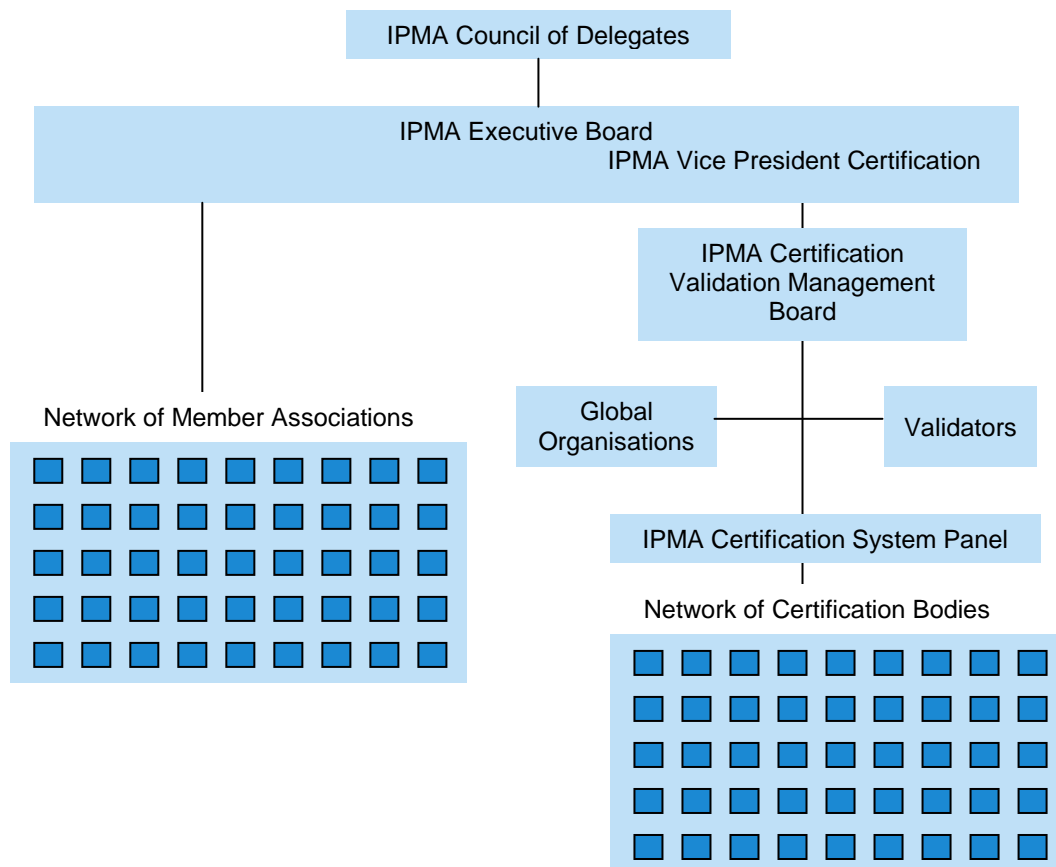 IPMA Council of Delegates
IPMA Executive Board
IPMA Vice President Certification
IPMA Certification
Validation Management
Board
Network of Member Associations
Global
Organisations
Validators
IPMA Certification System Panel
Network of Certification Bodies